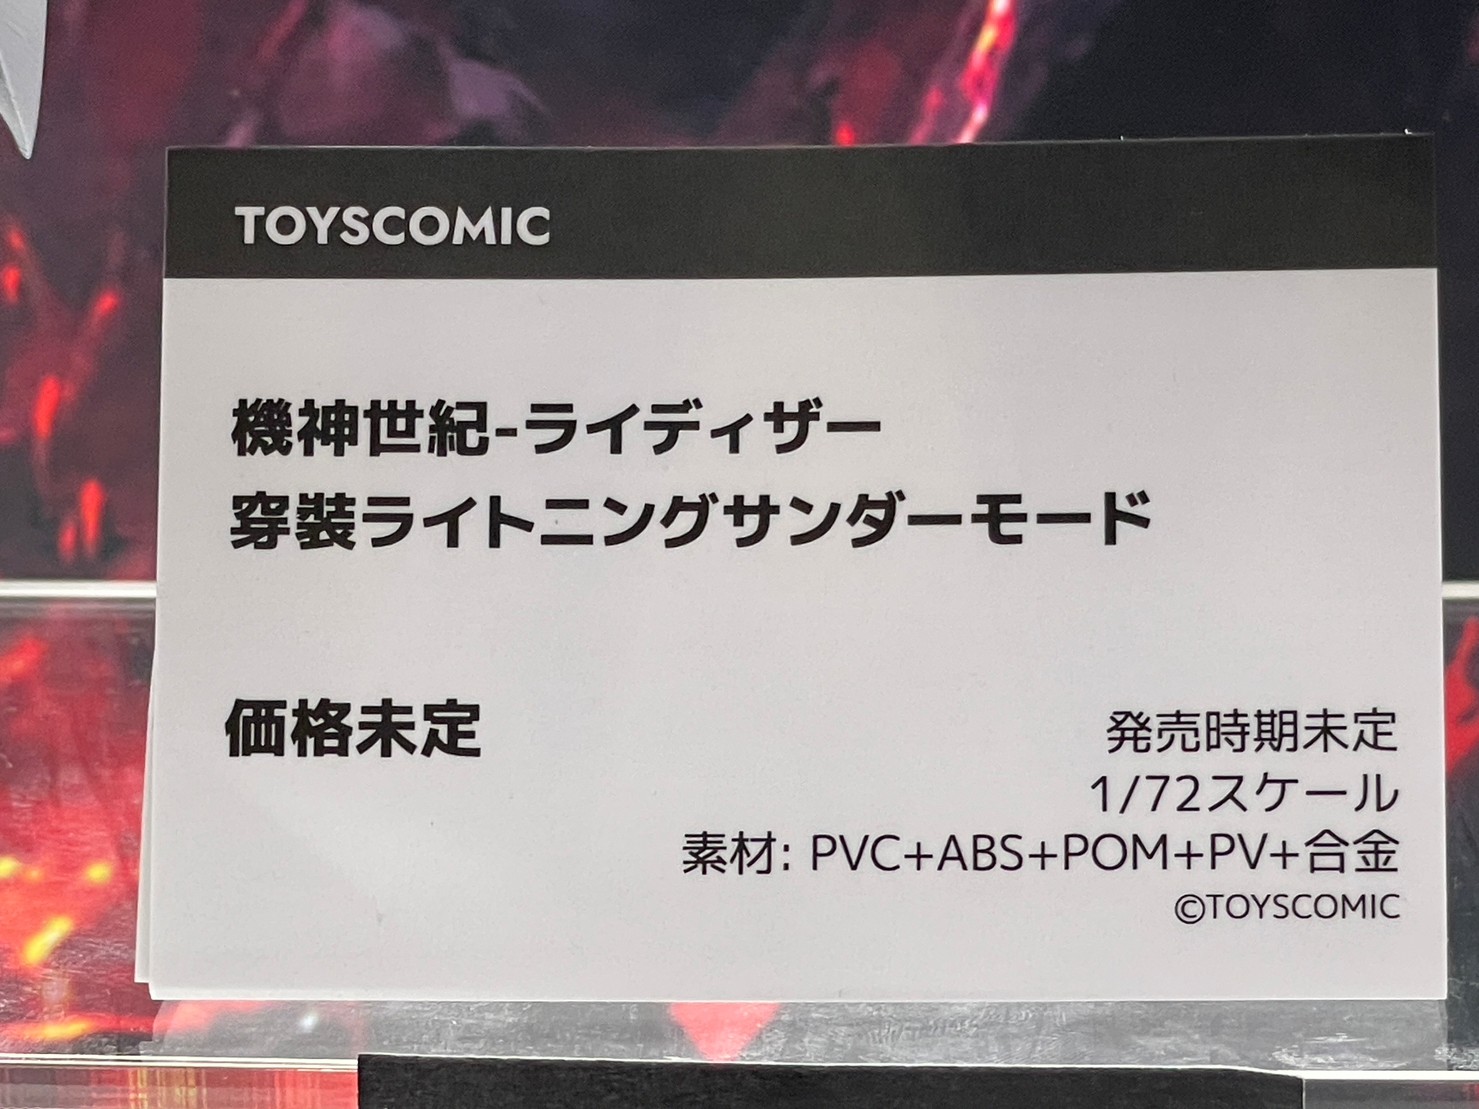 TOYSCOMIC
機神世紀-ライディザー
穿装ライトニングサンダーモード
価格未定
発売時期未定
1/72スケール
素材: PVC+ABS+POM+PV+合金
©TOYSCOMIC